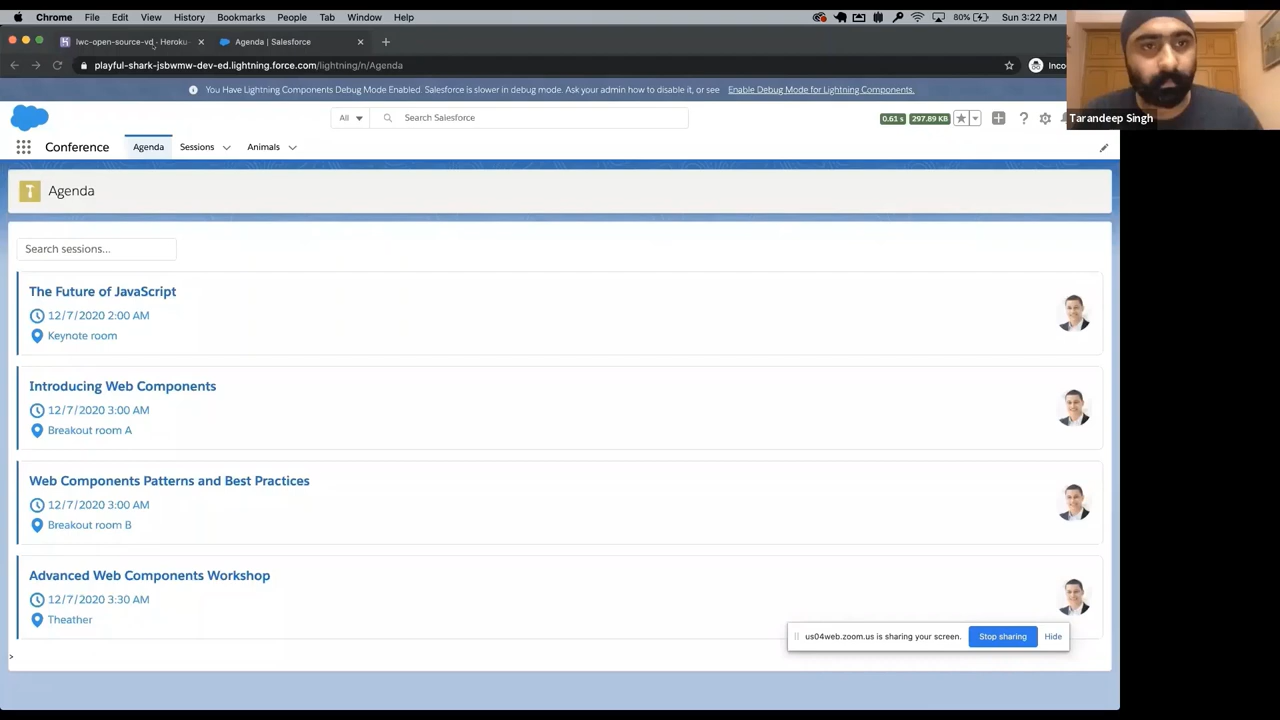 Chrome File Edit View History Bookmarks People Tab Window Help 80% Sun 3:22 PM
lwc-open-source-vd - Heroku Agenda | Salesforce
playful-shark-jsbwmw-dev-ed.lightning.force.com/lightning/n/Agenda
You Have Lightning Components Debug Mode Enabled. Salesforce is slower in debug mode. Ask your admin how to disable it, or see Enable Debug Mode for Lightning Components.
All Search Salesforce 0.61 s 297.89 KB
Tarandeep Singh
Conference Agenda Sessions Animals
Agenda
Search sessions...
The Future of JavaScript
12/7/2020 2:00 AM
Keynote room
Introducing Web Components
12/7/2020 3:00 AM
Breakout room A
Web Components Patterns and Best Practices
12/7/2020 3:00 AM
Breakout room B
Advanced Web Components Workshop
12/7/2020 3:30 AM
Theather
us04web.zoom.us is sharing your screen. Stop sharing Hide
>